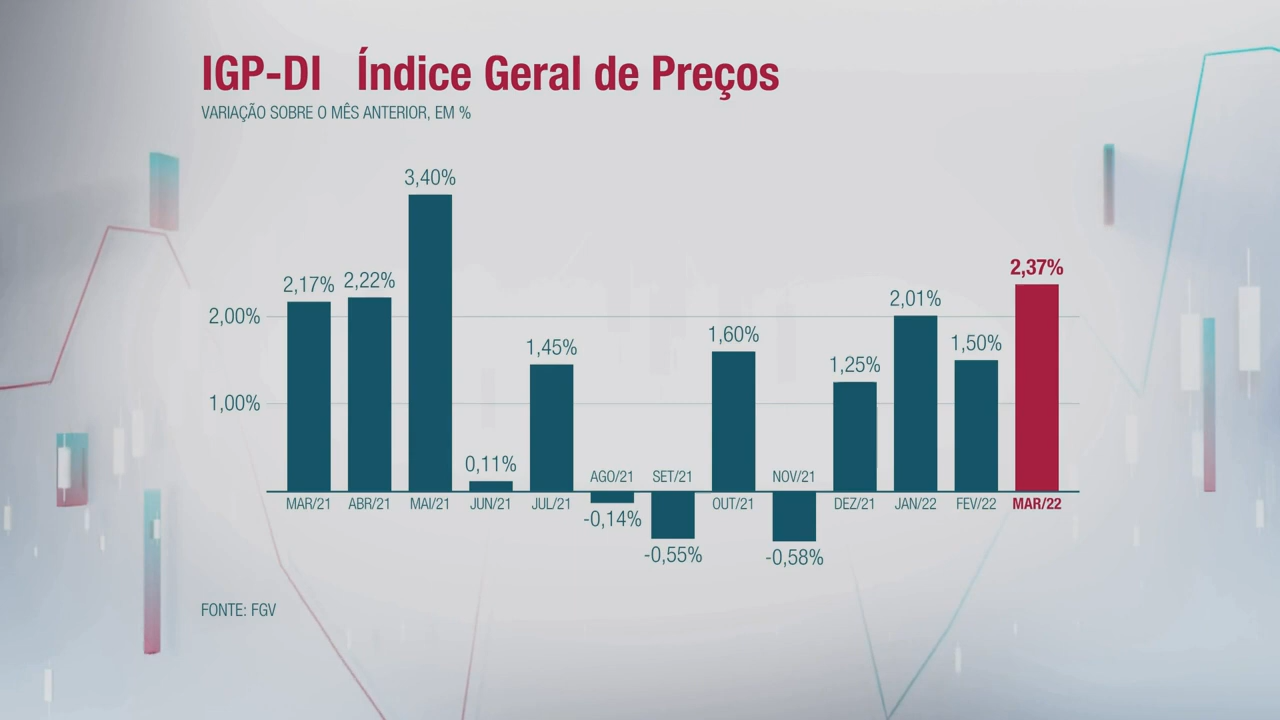 IGP-DI Índice Geral de Preços
VARIAÇÃO SOBRE O MÊS ANTERIOR, EM %
3,40%
2,37%
2,17%
2,22%
2,01%
2,00%
1,60%
1,50%
1,45%
1,25%
1,00%
0,11%
AGO/21
SET/21
NOV/21
MAR/21
ABR/21
MAI/21
JUN/21
JUL/21
OUT/21
DEZ/21
JAN/22
FEV/22
MAR/22
-0,14%
-0,55%
-0,58%
FONTE: FGV